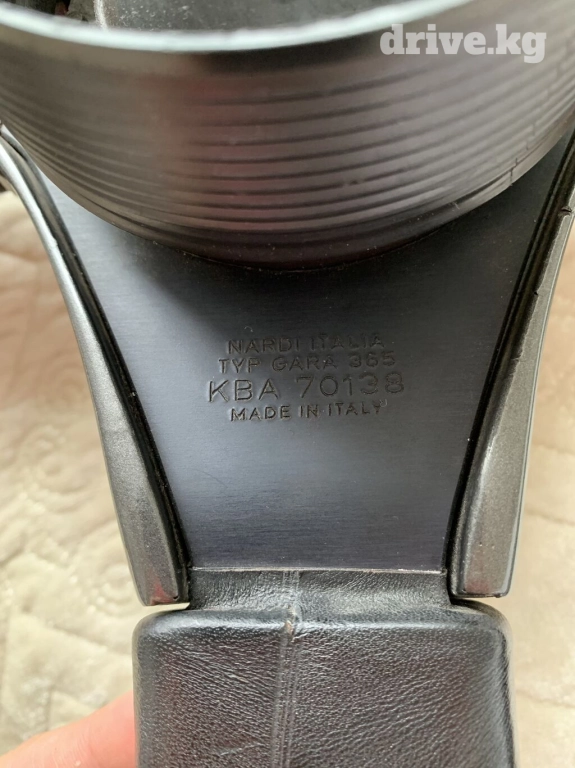 drive.kg
NARDI ITALIA
TYP GARA 365
KBA 70138
MADE IN ITALY